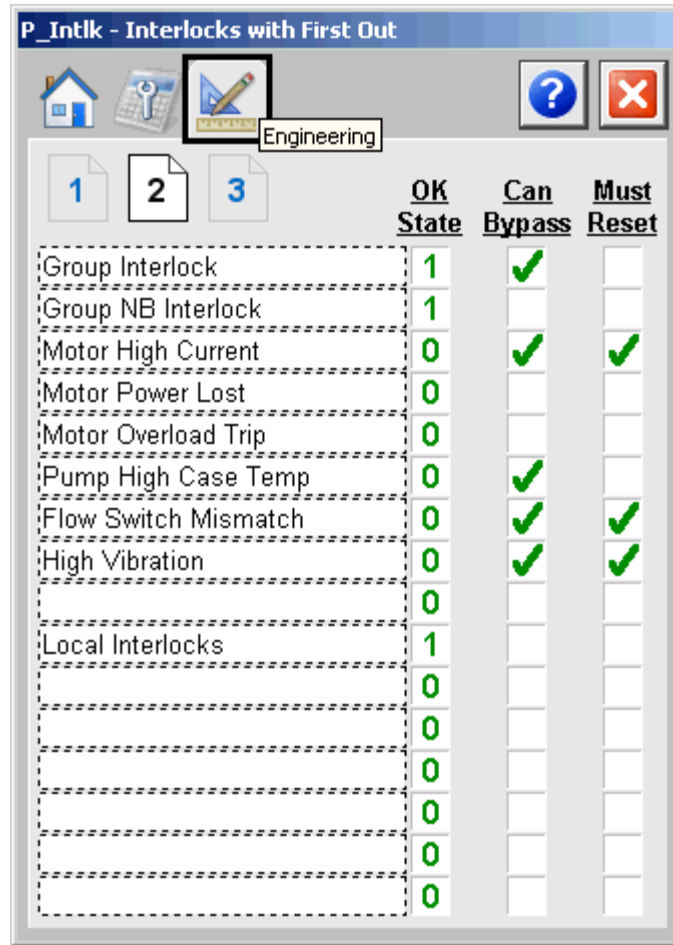 P_Intlk - Interlocks with First Out
?
Engineering
1 2 3
OK Can Must
State Bypass Reset
Group Interlock 1
Group NB Interlock 1
Motor High Current 0
Motor Power Lost 0
Motor Overload Trip 0
Pump High Case Temp 0
Flow Switch Mismatch 0
High Vibration 0
0
Local Interlocks 1
0
0
0
0
0
0